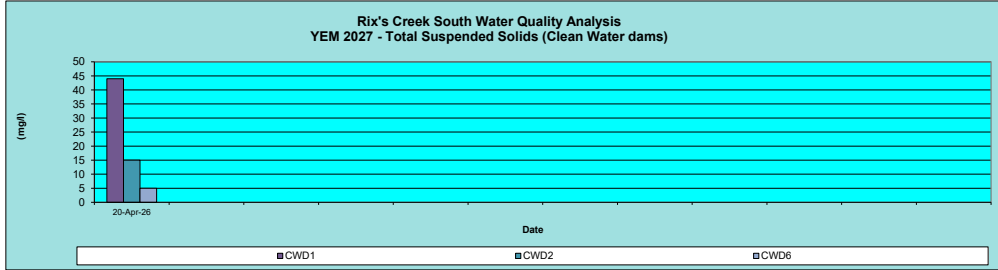 Rix's Creek South Water Quality Analysis
YEM 2027 - Total Suspended Solids (Clean Water dams)
50
45
40
35
30
25
20
15
10
5
0
(mg/l)
20-Apr-26
Date
CWD1 CWD2 CWD6